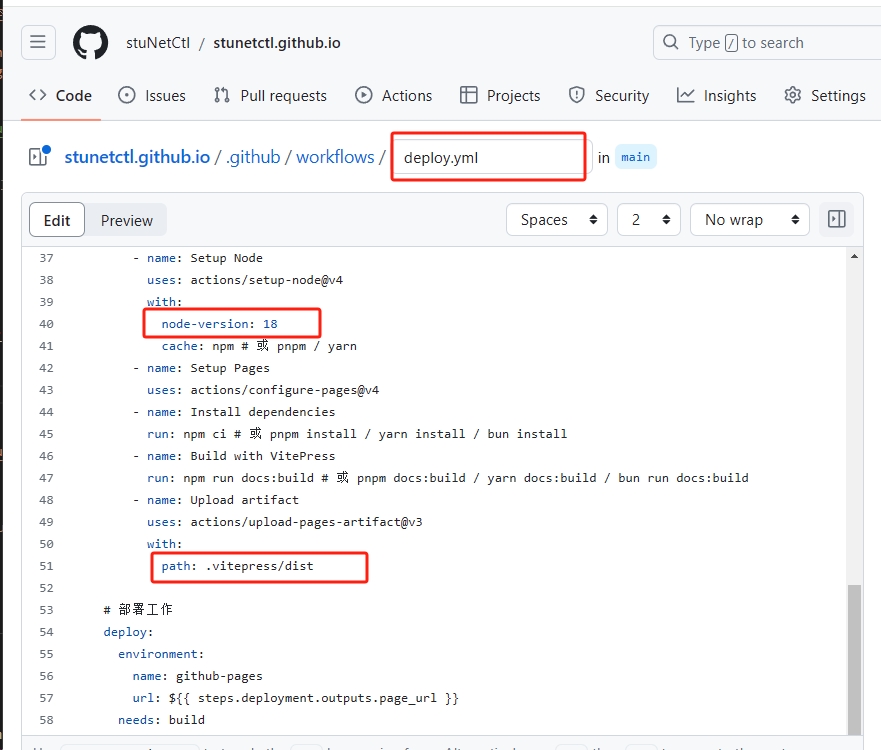 stuNetCtl / stunetctl.github.io
Type / to search
Code Issues Pull requests Actions Projects Security Insights Settings
stunetctl.github.io / .github / workflows / deploy.yml in main
Edit Preview Spaces 2 No wrap
37 - name: Setup Node
38 uses: actions/setup-node@v4
39 with:
40 node-version: 18
41 cache: npm # 或 pnpm / yarn
42 - name: Setup Pages
43 uses: actions/configure-pages@v4
44 - name: Install dependencies
45 run: npm ci # 或 pnpm install / yarn install / bun install
46 - name: Build with VitePress
47 run: npm run docs:build # 或 pnpm docs:build / yarn docs:build / bun run docs:build
48 - name: Upload artifact
49 uses: actions/upload-pages-artifact@v3
50 with:
51 path: .vitepress/dist
52
53 # 部署工作
54 deploy:
55 environment:
56 name: github-pages
57 url: ${{ steps.deployment.outputs.page_url }}
58 needs: build